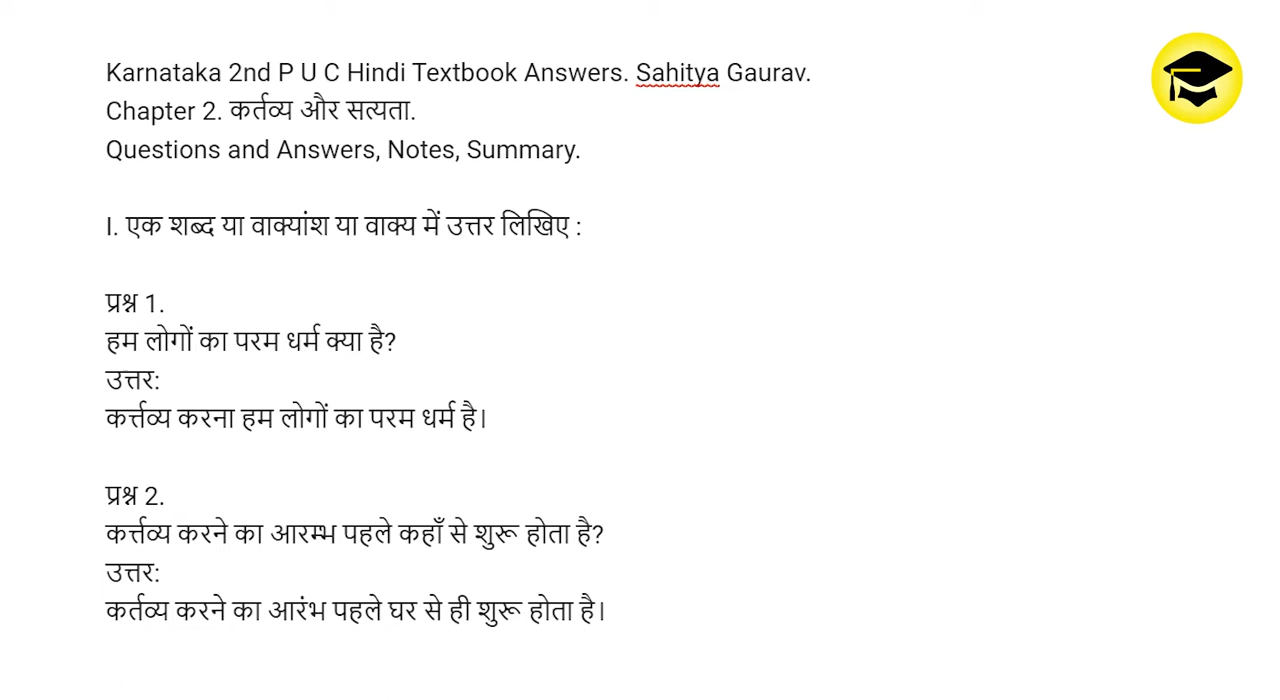 Karnataka 2nd P U C Hindi Textbook Answers. Sahitya Gaurav.
Chapter 2. कर्तव्य और सत्यता.
Questions and Answers, Notes, Summary.
I. एक शब्द या वाक्यांश या वाक्य में उत्तर लिखिए :
प्रश्न 1.
हम लोगों का परम धर्म क्या है?
उत्तर:
कर्त्तव्य करना हम लोगों का परम धर्म है।
प्रश्न 2.
कर्त्तव्य करने का आरम्भ पहले कहाँ से शुरू होता है?
उत्तर:
कर्तव्य करने का आरंभ पहले घर से ही शुरू होता है।